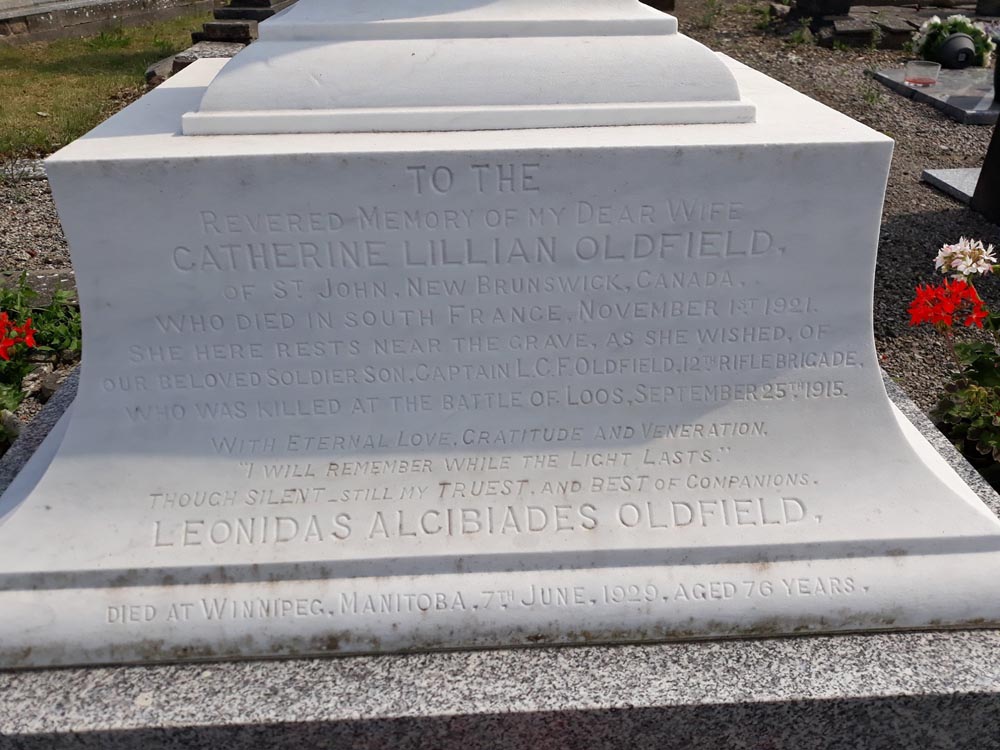 TO THE
REVERED MEMORY OF MY DEAR WIFE
CATHERINE LILLIAN OLDFIELD,
OF ST. JOHN, NEW BRUNSWICK, CANADA,
WHO DIED IN SOUTH FRANCE, NOVEMBER 1ST 1921.
SHE HERE RESTS NEAR THE GRAVE, AS SHE WISHED, OF
OUR BELOVED SOLDIER SON, CAPTAIN L.C.F. OLDFIELD, 12TH RIFLE BRIGADE,
WHO WAS KILLED AT THE BATTLE OF LOOS, SEPTEMBER 25TH, 1915.
WITH ETERNAL LOVE, GRATITUDE AND VENERATION,
"I WILL REMEMBER WHILE THE LIGHT LASTS."
THOUGH SILENT_STILL MY TRUEST, AND BEST OF COMPANIONS.
LEONIDAS ALCIBIADES OLDFIELD,
DIED AT WINNIPEG, MANITOBA, 7TH JUNE, 1929, AGED 76 YEARS.